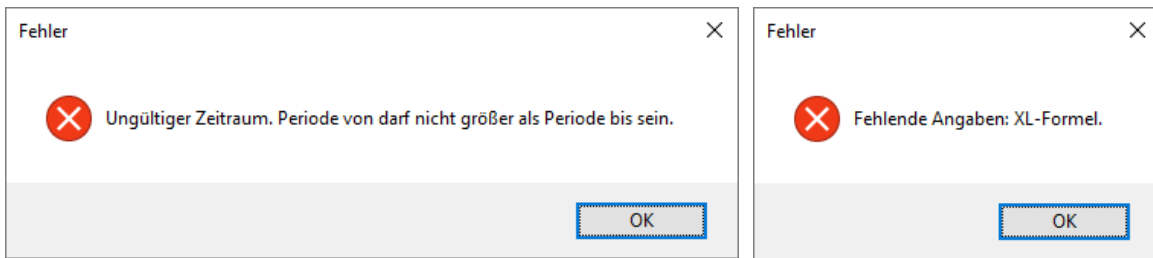 Fehler
Ungültiger Zeitraum. Periode von darf nicht größer als Periode bis sein.
OK
Fehler
Fehlende Angaben: XL-Formel.
OK